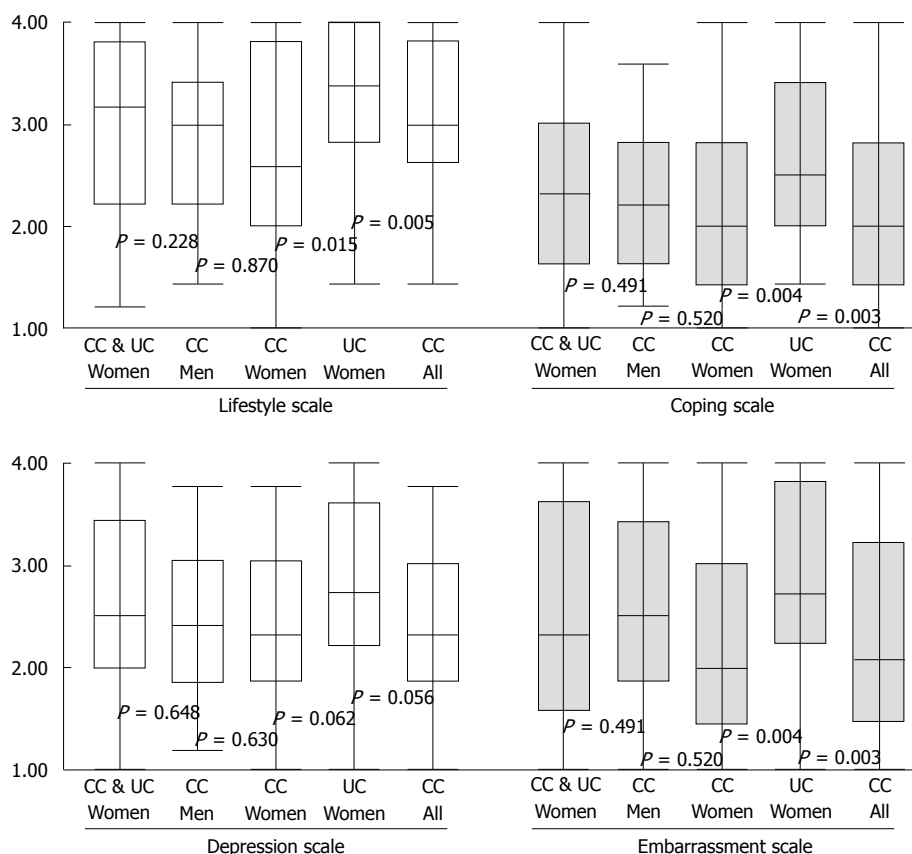 4.00
3.00
2.00
1.00
P = 0.228
P = 0.870
P = 0.015
P = 0.005
CC & UC CC CC UC CC
Women Men Women Women All
Lifestyle scale
P = 0.491
P = 0.520
P = 0.004
P = 0.003
CC & UC CC CC UC CC
Women Men Women Women All
Coping scale
4.00
3.00
2.00
1.00
P = 0.648
P = 0.630
P = 0.062
P = 0.056
CC & UC CC CC UC CC
Women Men Women Women All
Depression scale
P = 0.491
P = 0.520
P = 0.004
P = 0.003
CC & UC CC CC UC CC
Women Men Women Women All
Embarrassment scale